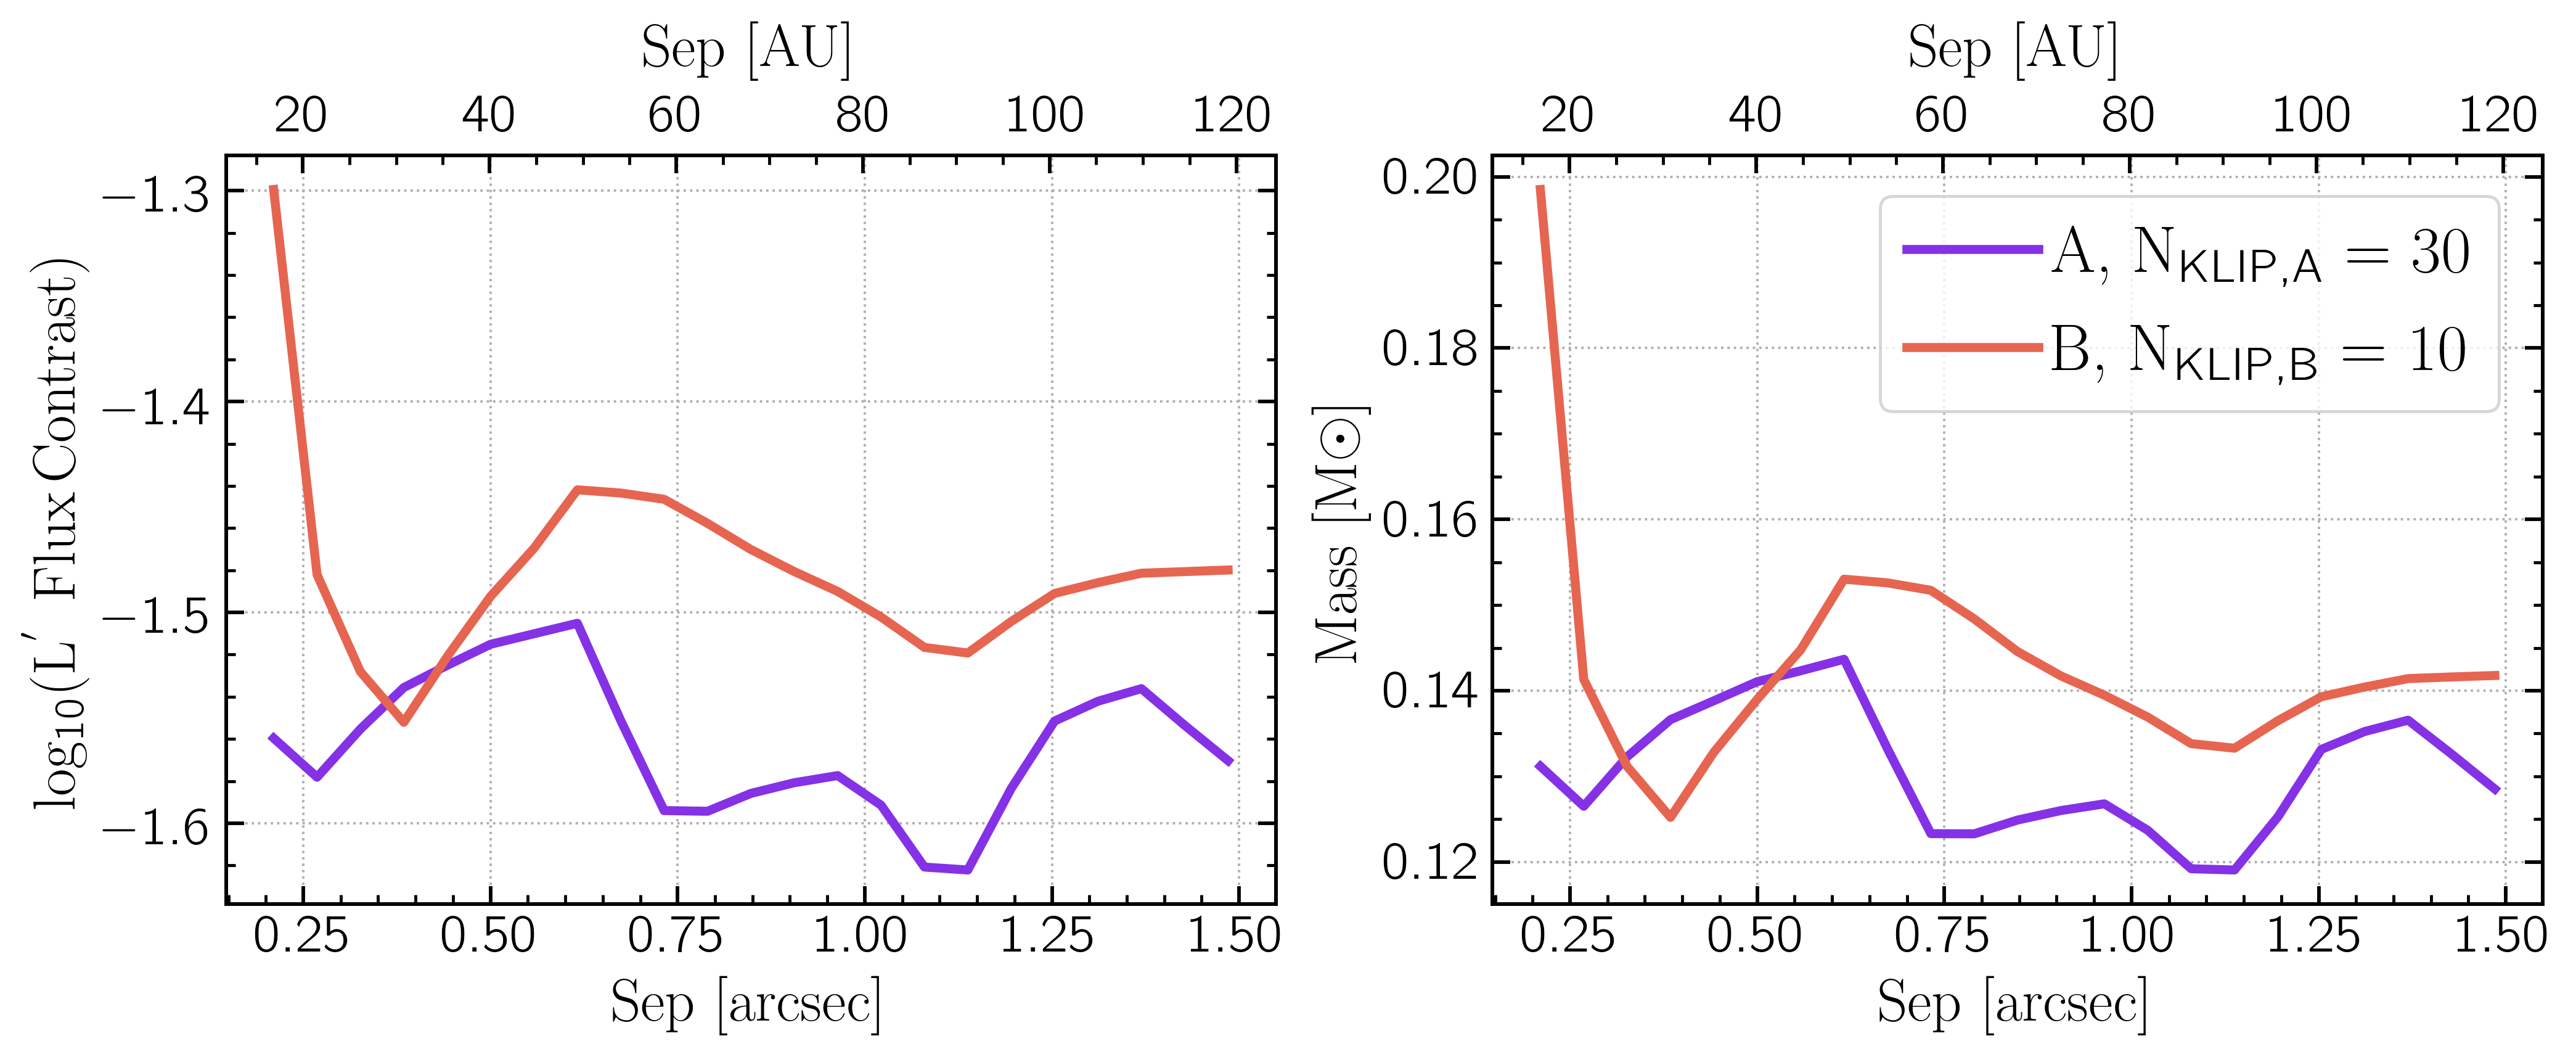 Sep [AU]
20 40 60 80 100 120
−1.3
−1.4
−1.5
−1.6
log10(L′ Flux Contrast)
0.25 0.50 0.75 1.00 1.25 1.50
Sep [arcsec]
Sep [AU]
20 40 60 80 100 120
0.20
0.18
0.16
0.14
0.12
Mass [M⊙]
A, NKLIP,A = 30
B, NKLIP,B = 10
0.25 0.50 0.75 1.00 1.25 1.50
Sep [arcsec]